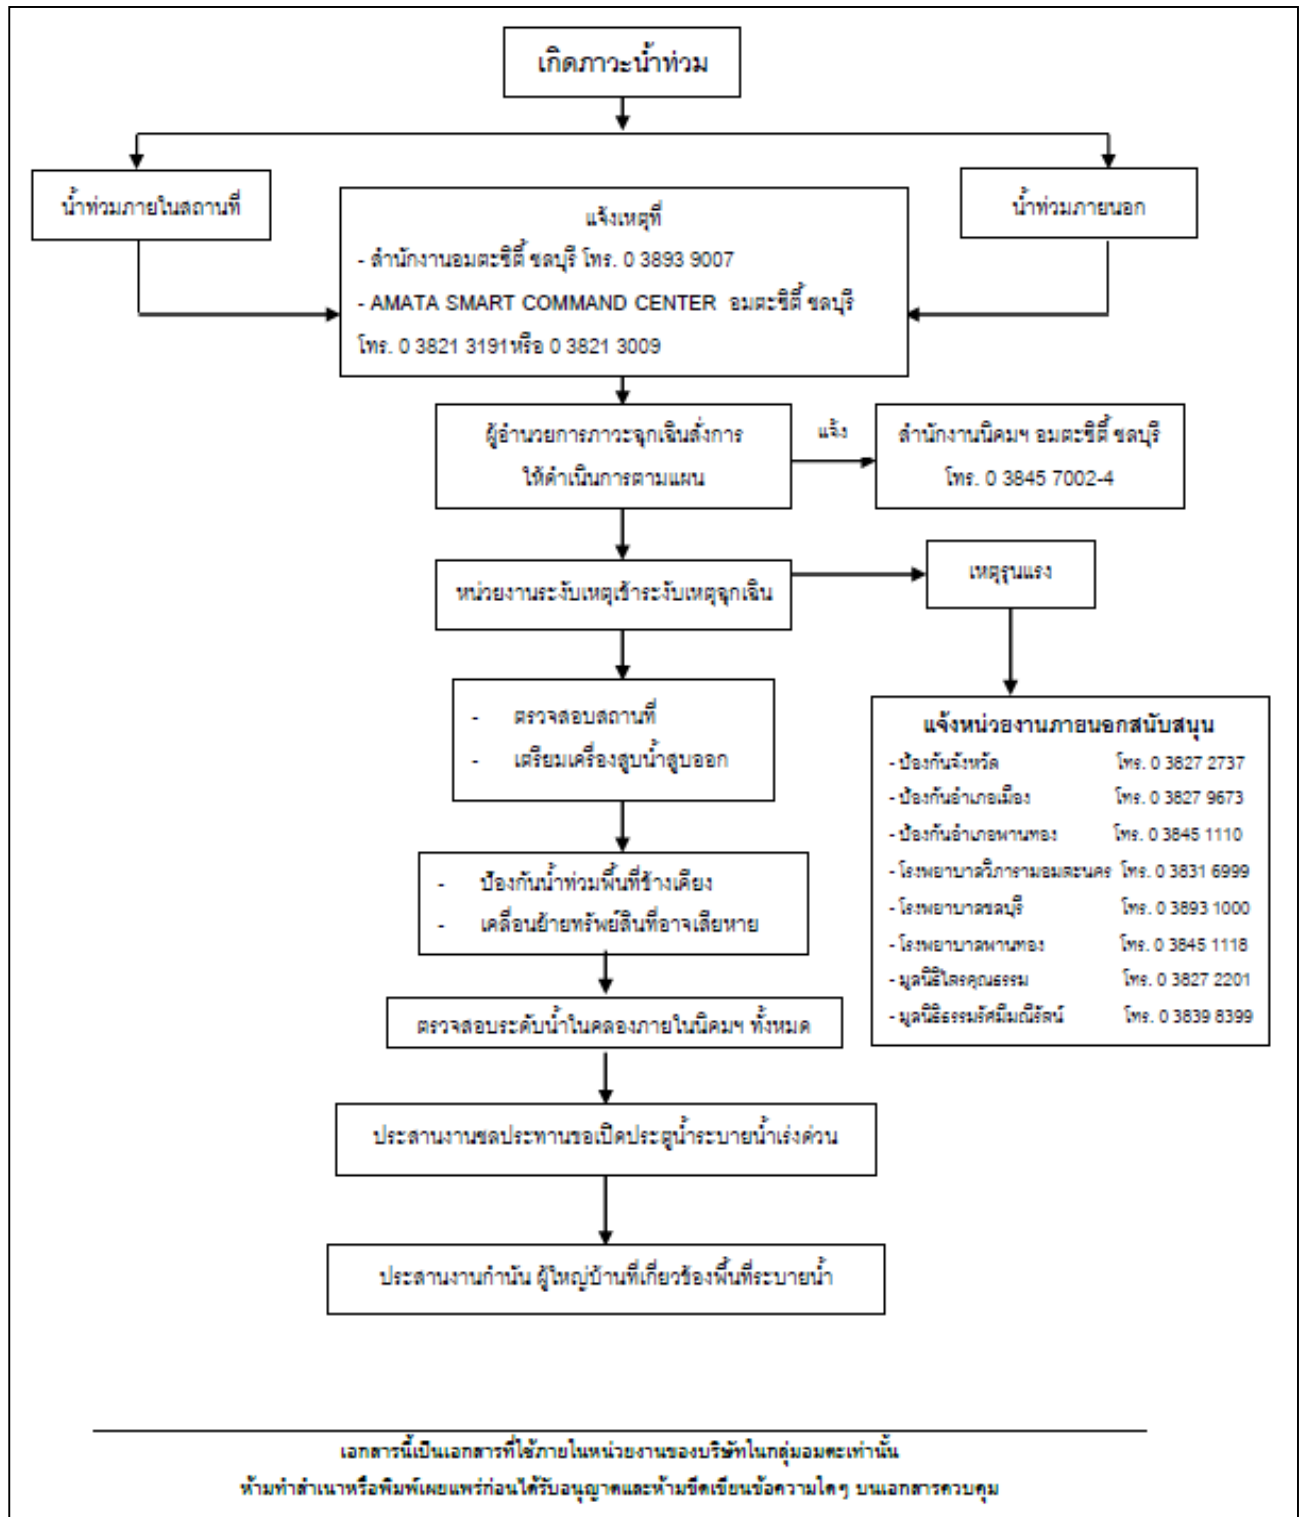 เกิดภาวะน้ำท่วม
น้ำท่วมภายในสถานที่
น้ำท่วมภายนอก
แจ้งเหตุที่
- สำนักงานอมตะซิตี้ ชลบุรี โทร. 0 3893 9007
- AMATA SMART COMMAND CENTER อมตะซิตี้ ชลบุรี
โทร. 0 3821 3191หรือ 0 3821 3009
ผู้อำนวยการภาวะฉุกเฉินสั่งการ
ให้ดำเนินการตามแผน
แจ้ง
สำนักงานนิคมฯ อมตะซิตี้ ชลบุรี
โทร. 0 3845 7002-4
หน่วยงานระงับเหตุเข้าระงับเหตุฉุกเฉิน
เหตุรุนแรง
- ตรวจสอบสถานที่
- เตรียมเครื่องสูบน้ำสูบออก
แจ้งหน่วยงานภายนอกสนับสนุน
- ป้องกันจังหวัด โทร. 0 3827 2737
- ป้องกันอำเภอเมือง โทร. 0 3827 9673
- ป้องกันอำเภอพานทอง โทร. 0 3845 1110
- โรงพยาบาลวิภารามอมตะนคร โทร. 0 3831 6999
- โรงพยาบาลชลบุรี โทร. 0 3893 1000
- โรงพยาบาลพานทอง โทร. 0 3845 1118
- มูลนิธิไตรคุณธรรม โทร. 0 3827 2201
- มูลนิธิธรรมรัศมีมณีรัตน์ โทร. 0 3839 8399
- ป้องกันน้ำท่วมพื้นที่ข้างเคียง
- เคลื่อนย้ายทรัพย์สินที่อาจเสียหาย
ตรวจสอบระดับน้ำในคลองภายในนิคมฯ ทั้งหมด
ประสานงานชลประทานขอเปิดประตูน้ำระบายน้ำเร่งด่วน
ประสานงานกำนัน ผู้ใหญ่บ้านที่เกี่ยวข้องพื้นที่ระบายน้ำ
เอกสารนี้เป็นเอกสารที่ใช้ภายในหน่วยงานของบริษัทในกลุ่มอมตะเท่านั้น
ห้ามทำสำเนาหรือพิมพ์เผยแพร่ก่อนได้รับอนุญาตและห้ามขีดเขียนข้อความใดๆ บนเอกสารควบคุม